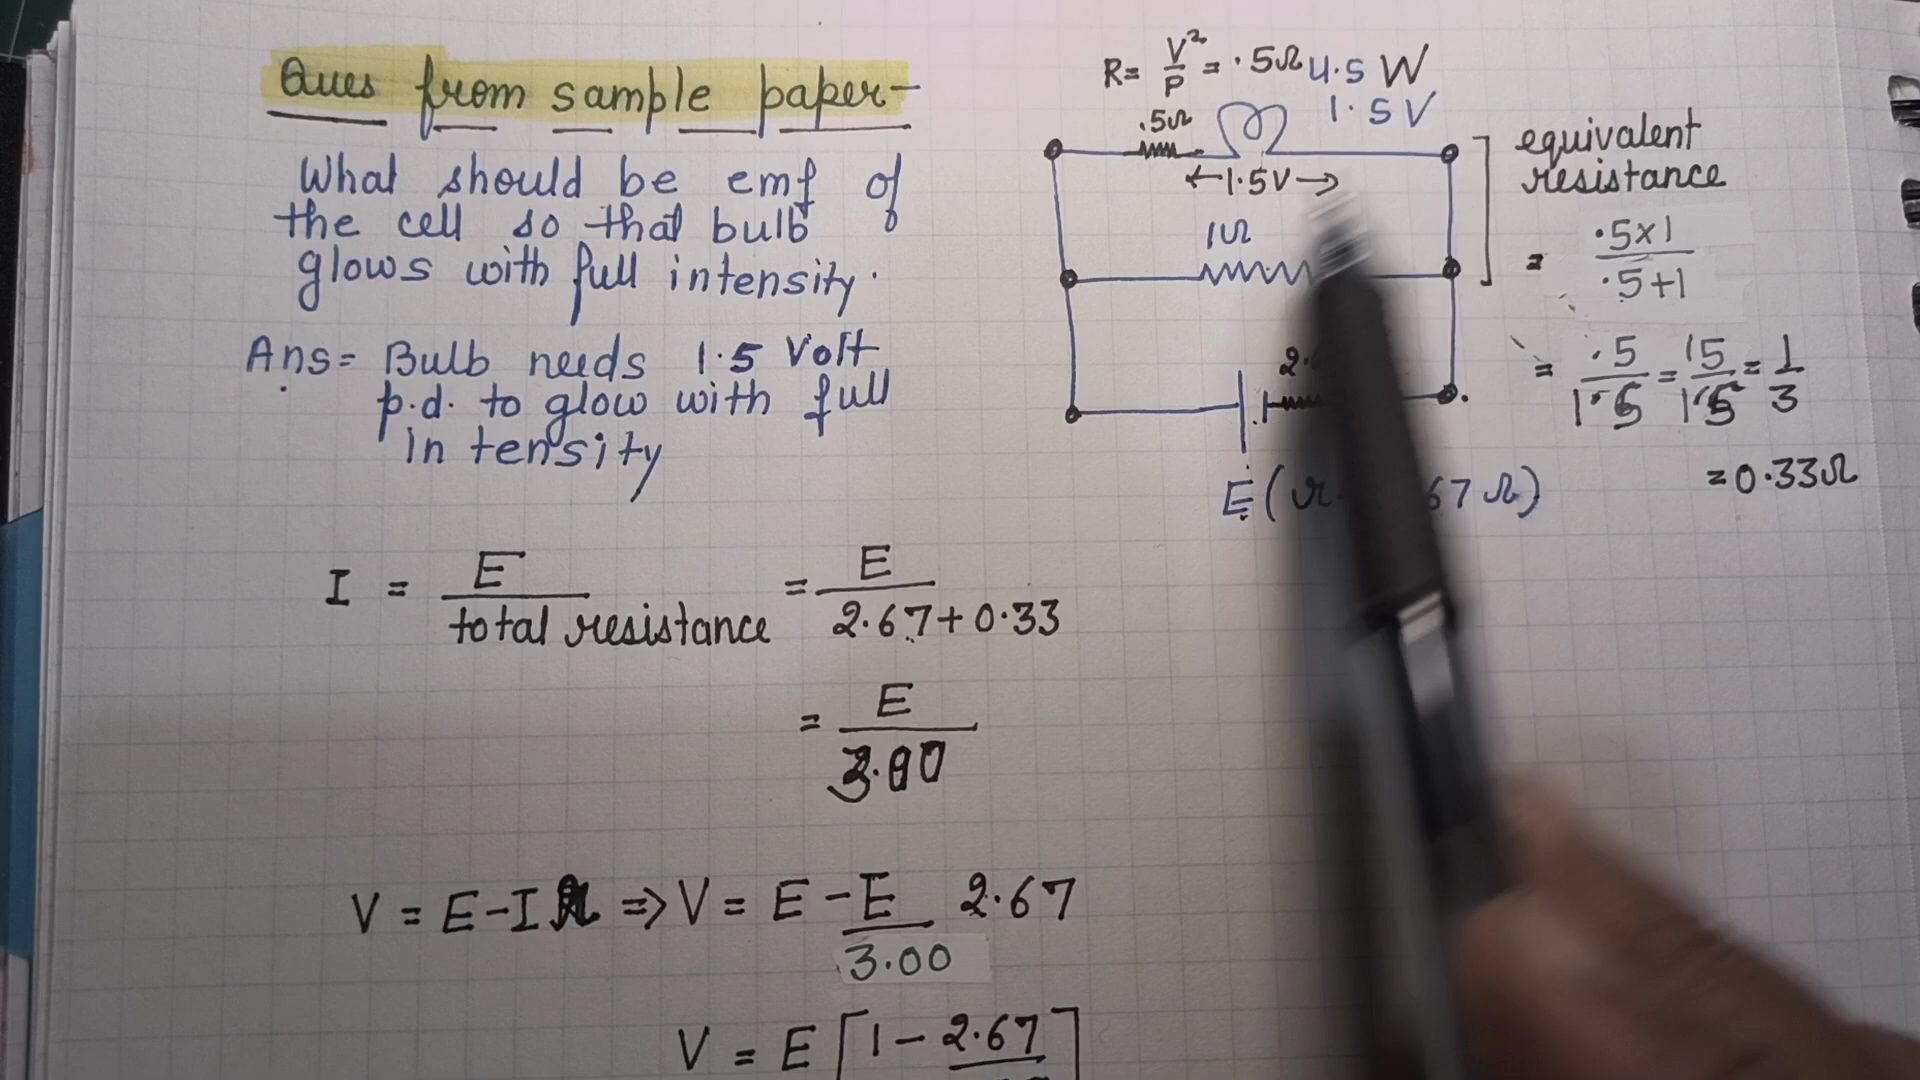 Ques from sample paper-
What should be emf of
the cell so that bulb
glows with full intensity.
Ans= Bulb needs 1.5 Volt
p.d. to glow with full
intensity
R= V²/P = .5Ω 4.5 W
1.5 V
.5Ω
←1.5V→
1Ω
E (r 67 Ω)
equivalent
resistance
= .5×1/.5+1
= .5/1.5 = 15/15 = 1/3
=0.33Ω
I = E/total resistance = E/2.67+0.33
= E/3.00
V = E-Ir => V = E - E/3.00 2.67
V = E [1 - 2.67